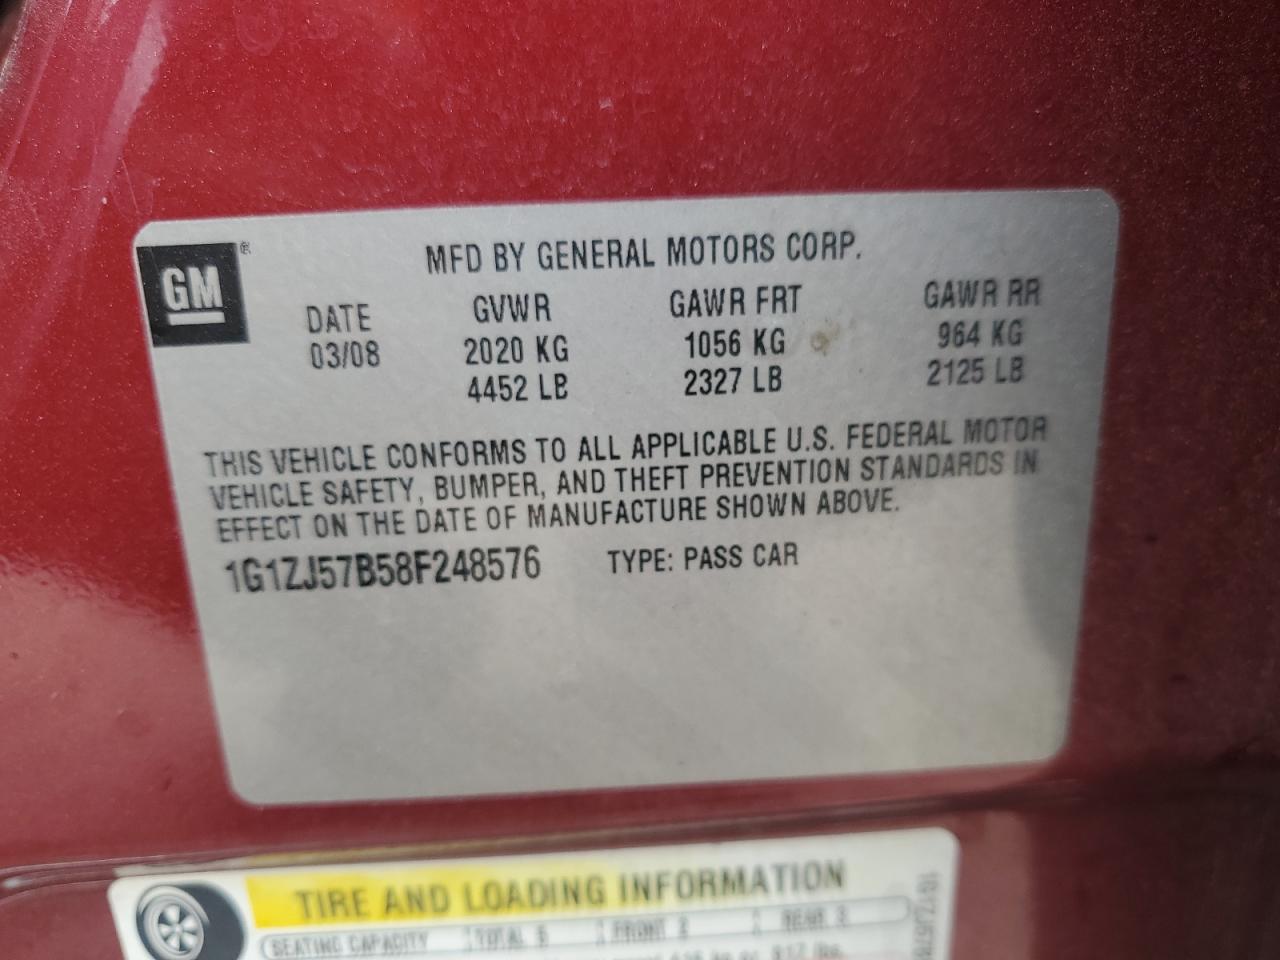 GM®
MFD BY GENERAL MOTORS CORP.
DATE GVWR GAWR FRT GAWR RR
03/08 2020 KG 1056 KG 964 KG
4452 LB 2327 LB 2125 LB
THIS VEHICLE CONFORMS TO ALL APPLICABLE U.S. FEDERAL MOTOR
VEHICLE SAFETY, BUMPER, AND THEFT PREVENTION STANDARDS IN
EFFECT ON THE DATE OF MANUFACTURE SHOWN ABOVE.
1G1ZJ57B58F248576 TYPE: PASS CAR
TIRE AND LOADING INFORMATION
SEATING CAPACITY TOTAL 5 FRONT 2 REAR 3